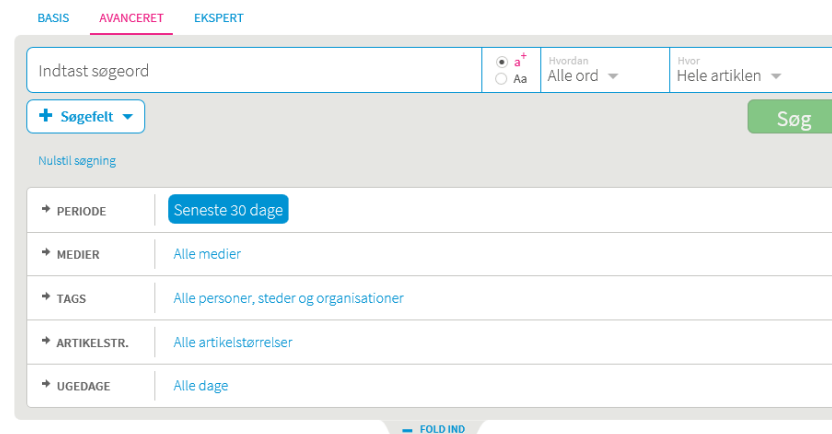 BASIS AVANCERET EKSPERT
Indtast søgeord
a+
Aa
Hvordan
Alle ord
Hvor
Hele artiklen
Søgefelt
Søg
Nulstil søgning
PERIODE Seneste 30 dage
MEDIER Alle medier
TAGS Alle personer, steder og organisationer
ARTIKELSTR. Alle artikelstørrelser
UGEDAGE Alle dage
FOLD IND